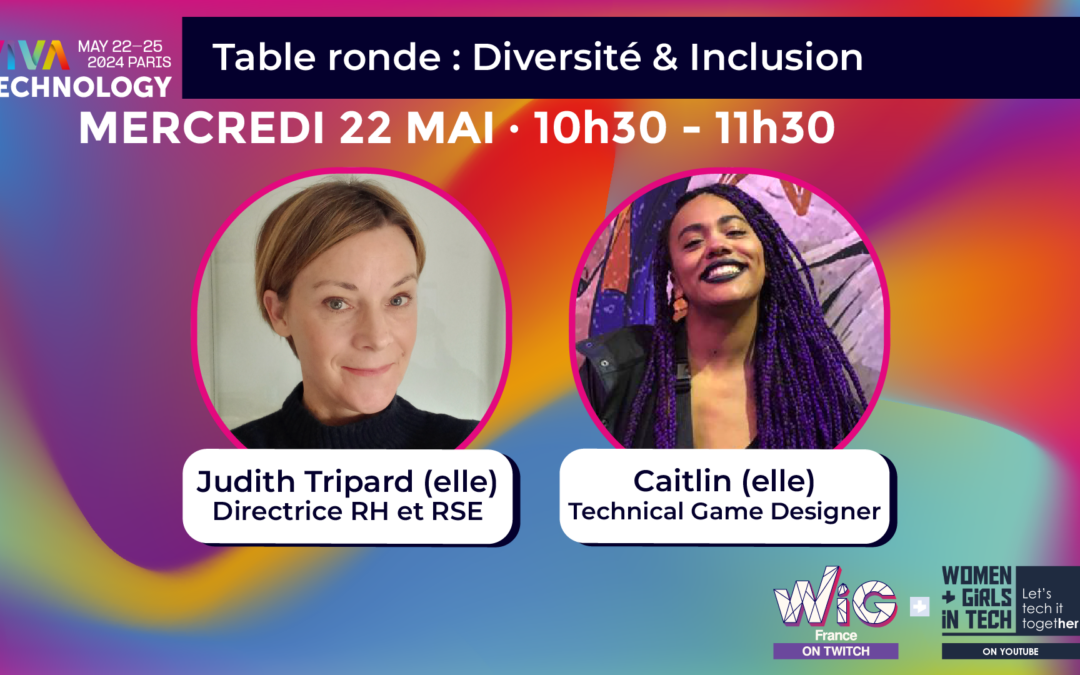 VIVA
MAY 22–25
2024 PARIS
ECHNOLOGY
Table ronde : Diversité & Inclusion
MERCREDI 22 MAI · 10h30 - 11h30
Judith Tripard (elle)
Directrice RH et RSE
Caitlin (elle)
Technical Game Designer
WiG
France
ON TWITCH
+
WOMEN
+ GiRLS
iN TECH
Let's
tech it
together
ON YOUTUBE